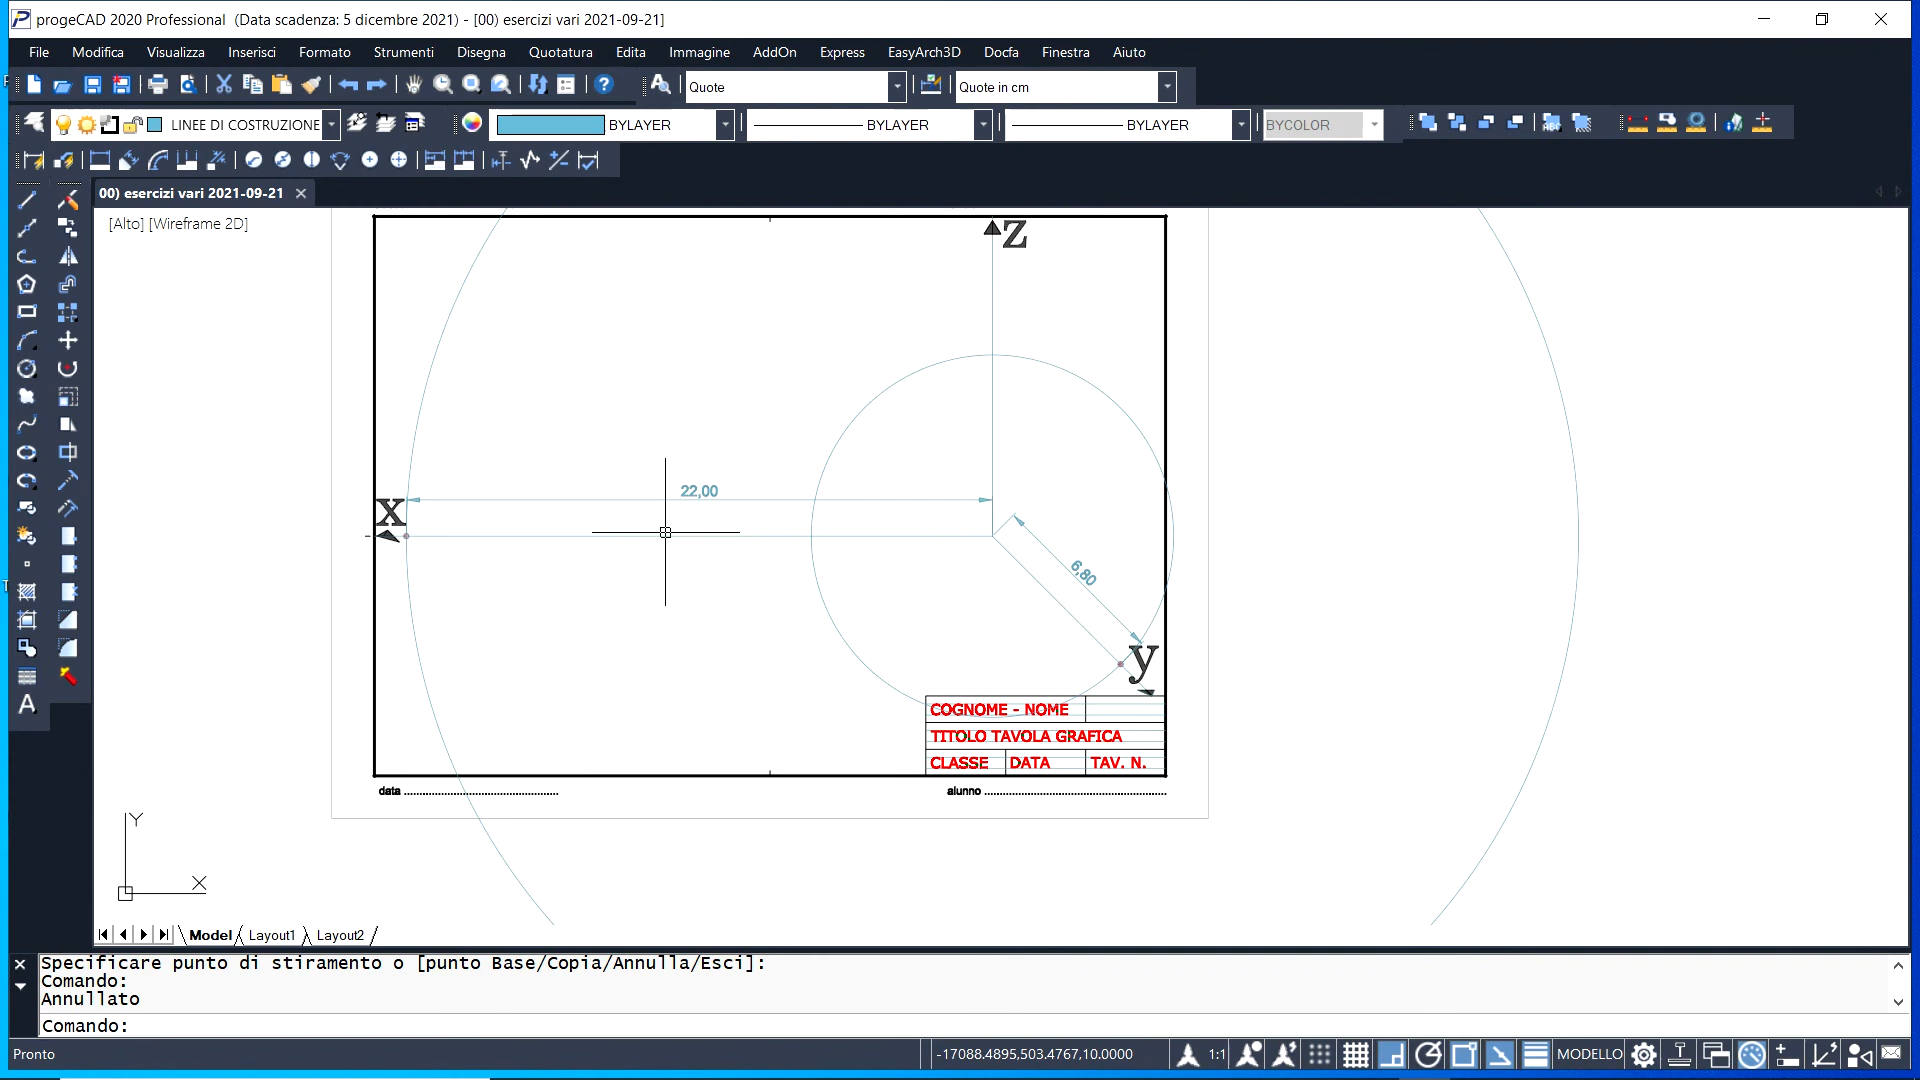 progeCAD 2020 Professional (Data scadenza: 5 dicembre 2021) - [00) esercizi vari 2021-09-21]
File Modifica Visualizza Inserisci Formato Strumenti Disegna Quotatura Edita Immagine AddOn Express EasyArch3D Docfa Finestra Aiuto
Quote Quote in cm
LINEE DI COSTRUZIONE BYLAYER BYLAYER BYLAYER BYCOLOR
00) esercizi vari 2021-09-21
[Alto] [Wireframe 2D]
Z
22,00
x
6,80
y
COGNOME - NOME
TITOLO TAVOLA GRAFICA
CLASSE DATA TAV. N.
data ....................................................
alunno ..............................................................
Y
X
Model Layout1 Layout2
Specificare punto di stiramento o [punto Base/Copia/Annulla/Esci]:
Comando:
Annullato
Comando:
Pronto -17088.4895,503.4767,10.0000 1:1 MODELLO